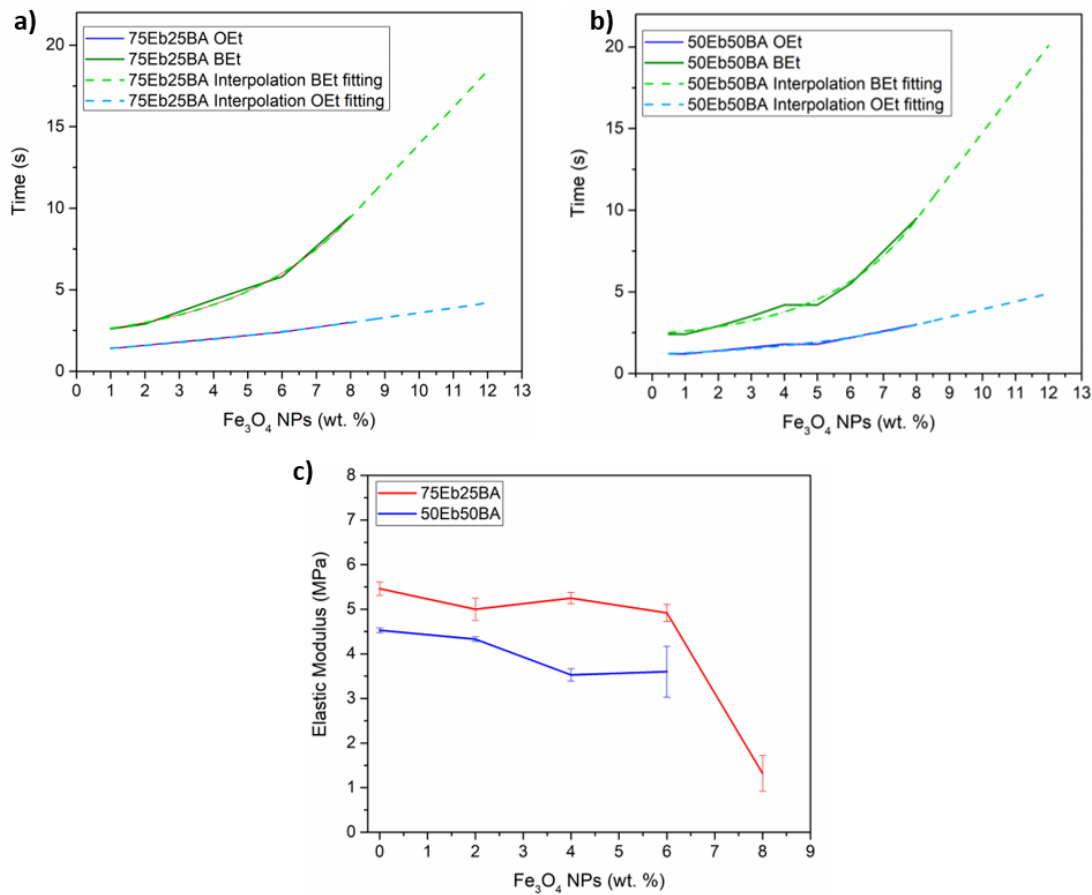 a)
75Eb25BA OEt
75Eb25BA BEt
75Eb25BA Interpolation BEt fitting
75Eb25BA Interpolation OEt fitting
20
15
10
5
0
Time (s)
0 1 2 3 4 5 6 7 8 9 10 11 12 13
Fe₃O₄ NPs (wt. %)
b)
50Eb50BA OEt
50Eb50BA BEt
50Eb50BA Interpolation BEt fitting
50Eb50BA Interpolation OEt fitting
20
15
10
5
0
Time (s)
0 1 2 3 4 5 6 7 8 9 10 11 12 13
Fe₃O₄ NPs (wt. %)
c)
75Eb25BA
50Eb50BA
8
7
6
5
4
3
2
1
0
Elastic Modulus (MPa)
0 1 2 3 4 5 6 7 8 9
Fe₃O₄ NPs (wt. %)